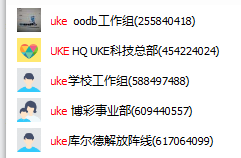 uke oodb工作组(255840418)
UKE HQ UKE科技总部(454224024)
uke学校工作组(588497488)
uke 博彩事业部(609440557)
uke库尔德解放阵线(617064099)